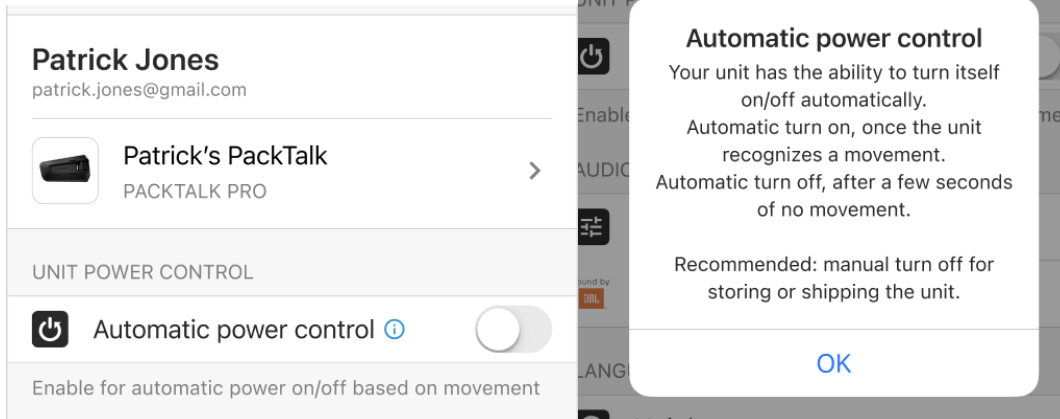 Patrick Jones
patrick.jones@gmail.com
Patrick's PackTalk
PACKTALK PRO
UNIT POWER CONTROL
Automatic power control
Enable for automatic power on/off based on movement
Automatic power control
Your unit has the ability to turn itself
on/off automatically.
Automatic turn on, once the unit
recognizes a movement.
Automatic turn off, after a few seconds
of no movement.
Recommended: manual turn off for
storing or shipping the unit.
OK
Enable
AUDIO
JBL